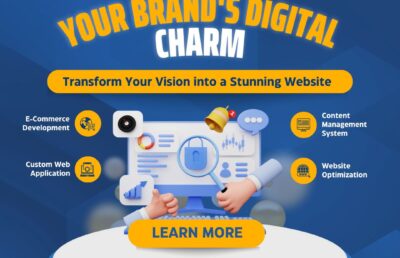 YOUR BRAND'S DIGITAL
CHARM
Transform Your Vision into a Stunning Website
E-Commerce
Development
Content
Management
System
Custom Web
Application
Website
Optimization
LEARN MORE